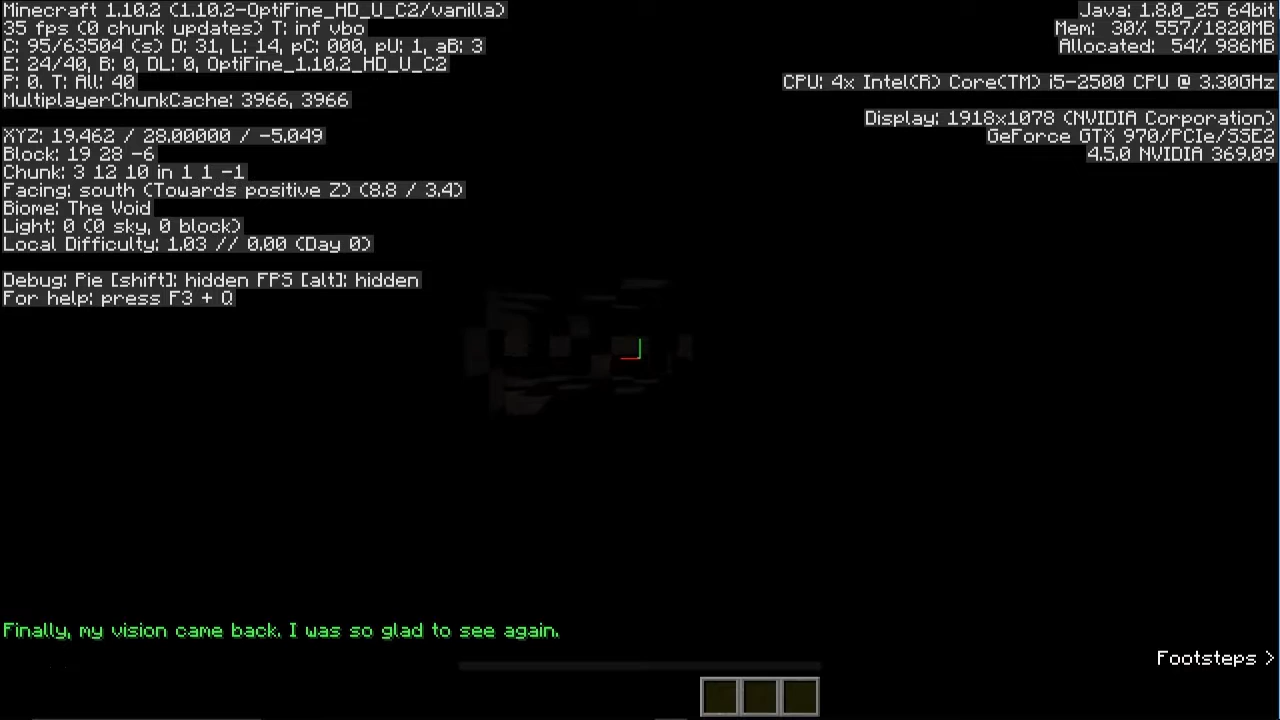 Minecraft 1.10.2 (1.10.2-OptiFine_HD_U_C2/vanilla)
35 fps (0 chunk updates) T: inf vbo
C: 95/63504 (s) D: 31, L: 14, pC: 000, pU: 1, aB: 3
E: 24/40, B: 0, DL: 0, OptiFine_1.10.2_HD_U_C2
P: 0. T: All: 40
MultiplayerChunkCache: 3966, 3966
XYZ: 19.462 / 28.00000 / -5.049
Block: 19 28 -6
Chunk: 3 12 10 in 1 1 -1
Facing: south (Towards positive Z) (8.8 / 3.4)
Biome: The Void
Light: 0 (0 sky, 0 block)
Local Difficulty: 1.03 // 0.00 (Day 0)
Debug: Pie [shift]: hidden FPS [alt]: hidden
For help: press F3 + Q
Java: 1.8.0_25 64bit
Mem: 30% 557/1820MB
Allocated: 54% 986MB
CPU: 4x Intel(R) Core(TM) i5-2500 CPU @ 3.30GHz
Display: 1918x1078 (NVIDIA Corporation)
GeForce GTX 970/PCIe/SSE2
4.5.0 NVIDIA 369.09
Finally, my vision came back. I was so glad to see again.
Footsteps >